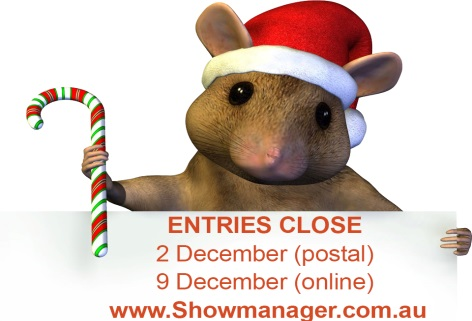 ENTRIES CLOSE
2 December (postal)
9 December (online)
www.Showmanager.com.au